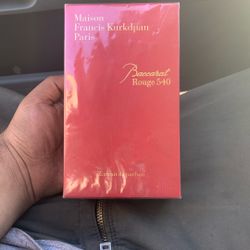 Maison
Francis Kurkdjian
Paris
Baccarat
Rouge 540